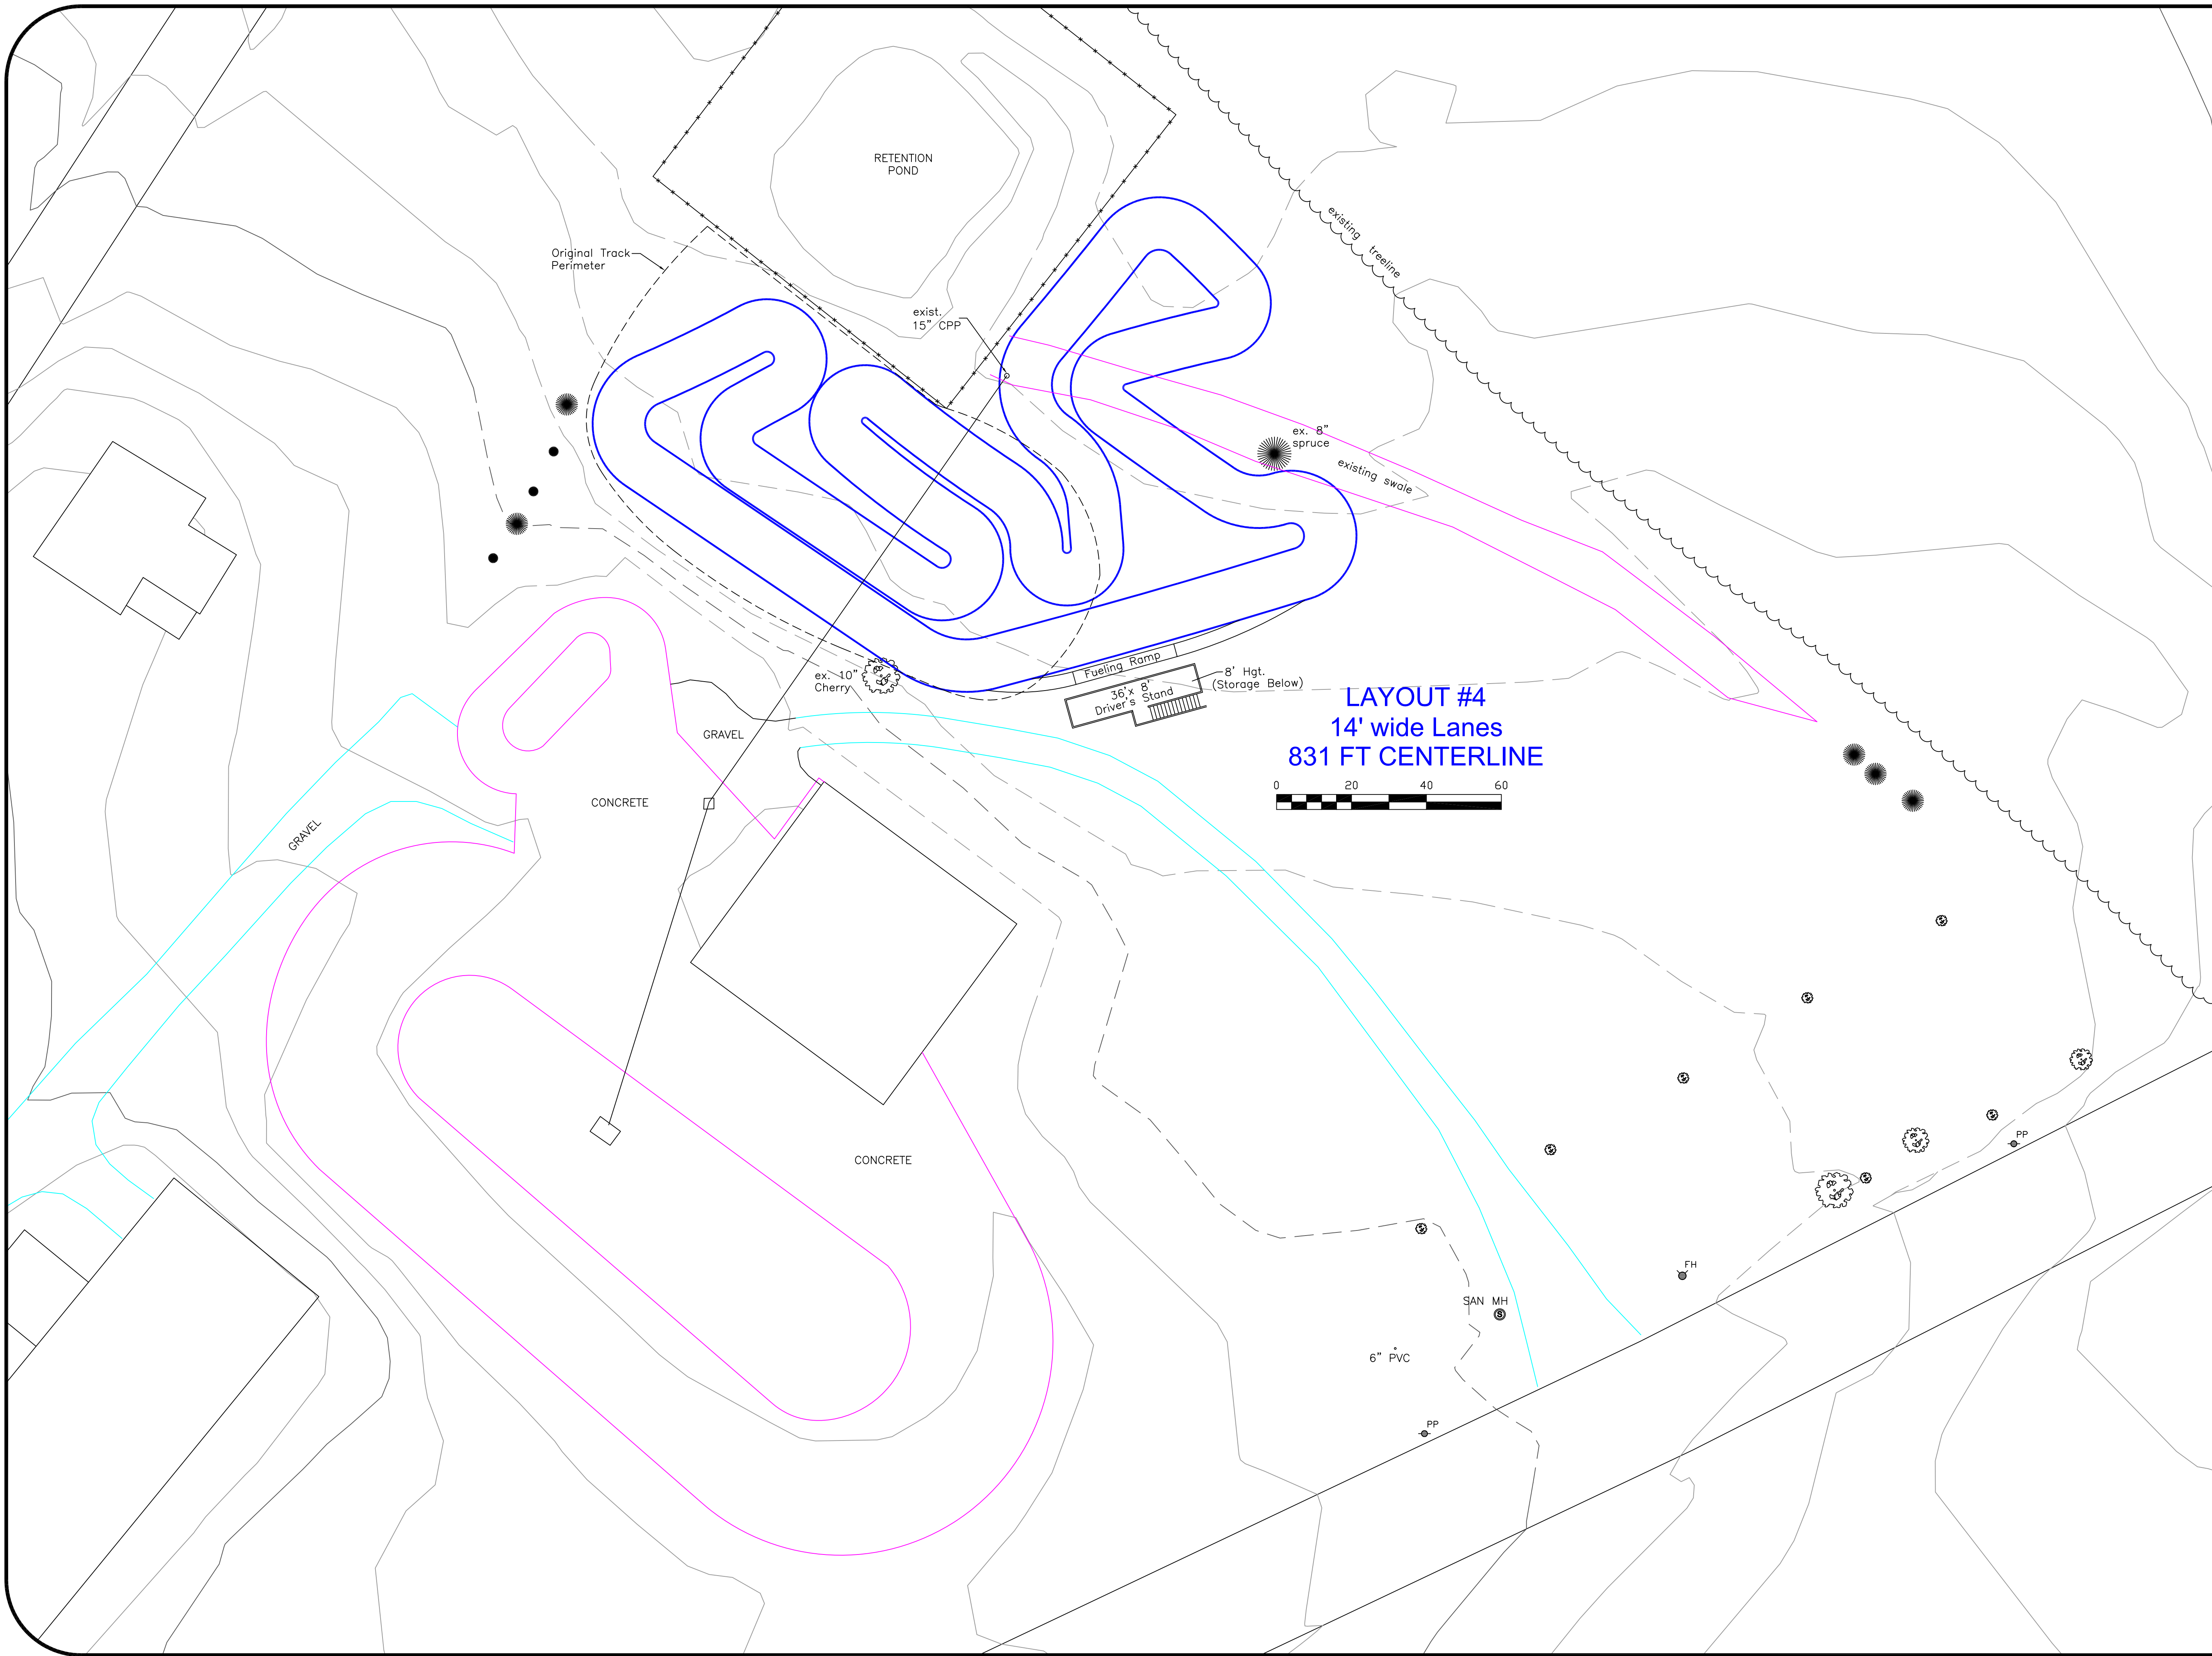 RETENTION
POND
existing treeline
Original Track
Perimeter
exist.
15" CPP
ex. 8"
spruce
existing swale
Fueling Ramp
8' Hgt.
(Storage Below)
36'x 8'
Driver's Stand
ex. 10"
Cherry
LAYOUT #4
14' wide Lanes
831 FT CENTERLINE
0 20 40 60
GRAVEL
CONCRETE
GRAVEL
CONCRETE
PP
FH
SAN MH
S
6" PVC
PP